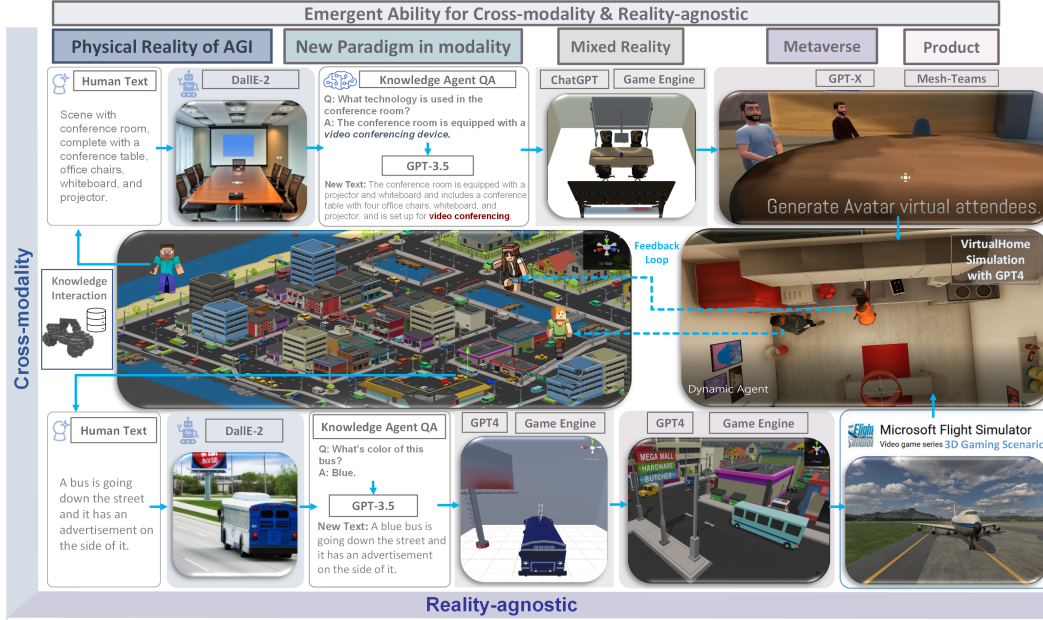 Emergent Ability for Cross-modality & Reality-agnostic
Physical Reality of AGI
New Paradigm in modality
Mixed Reality
Metaverse
Product
Human Text
DallE-2
Knowledge Agent QA
ChatGPT
Game Engine
GPT-X
Mesh-Teams
Scene with
conference room,
complete with a
conference table,
office chairs,
whiteboard, and
projector.
Q: What technology is used in the
conference room?
A: The conference room is equipped with a
video conferencing device.
GPT-3.5
New Text: The conference room is equipped with a
projector and whiteboard and includes a conference
table with four office chairs, whiteboard, and
projector, and is set up for video conferencing
Generate Avatar virtual attendees.
Cross-modality
Knowledge
Interaction
Feedback
Loop
VirtualHome
Simulation
with GPT4
Dynamic Agent
Human Text
DallE-2
Knowledge Agent QA
GPT4
Game Engine
GPT4
Game Engine
Microsoft Flight Simulator
Video game series 3D Gaming Scenario
A bus is going
down the street
and it has an
advertisement on
the side of it.
Q: What's color of this
bus?
A: Blue.
GPT-3.5
New Text: A blue bus is
going down the street and
it has an advertisement
on the side of it.
MEGA MALL
HARDWARE
BUTCHER
Reality-agnostic